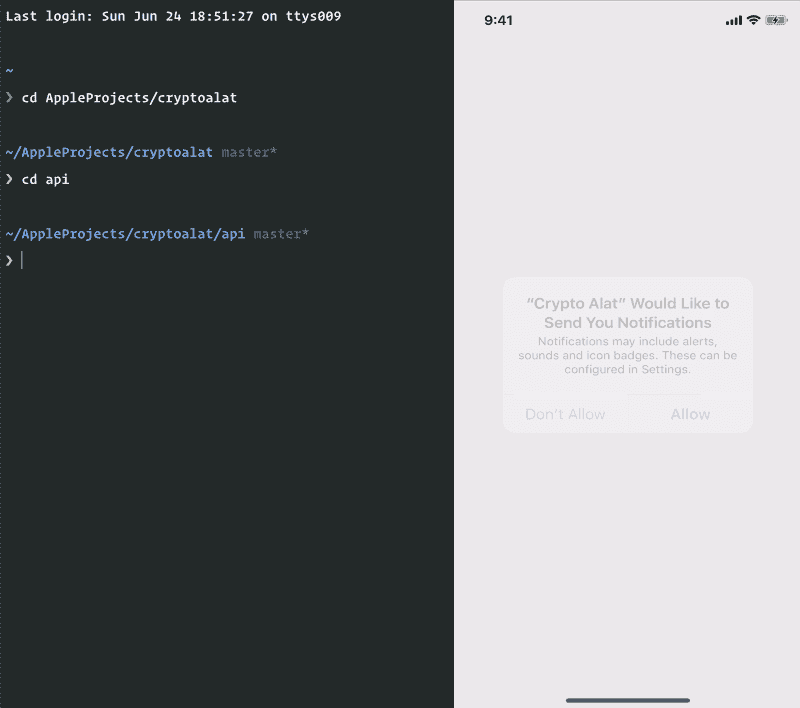 Last login: Sun Jun 24 18:51:27 on ttys009
~
❯ cd AppleProjects/cryptoalat
~/AppleProjects/cryptoalat master*
❯ cd api
~/AppleProjects/cryptoalat/api master*
❯
9:41
“Crypto Alat” Would Like to
Send You Notifications
Notifications may include alerts,
sounds and icon badges. These can be
configured in Settings.
Don’t Allow
Allow